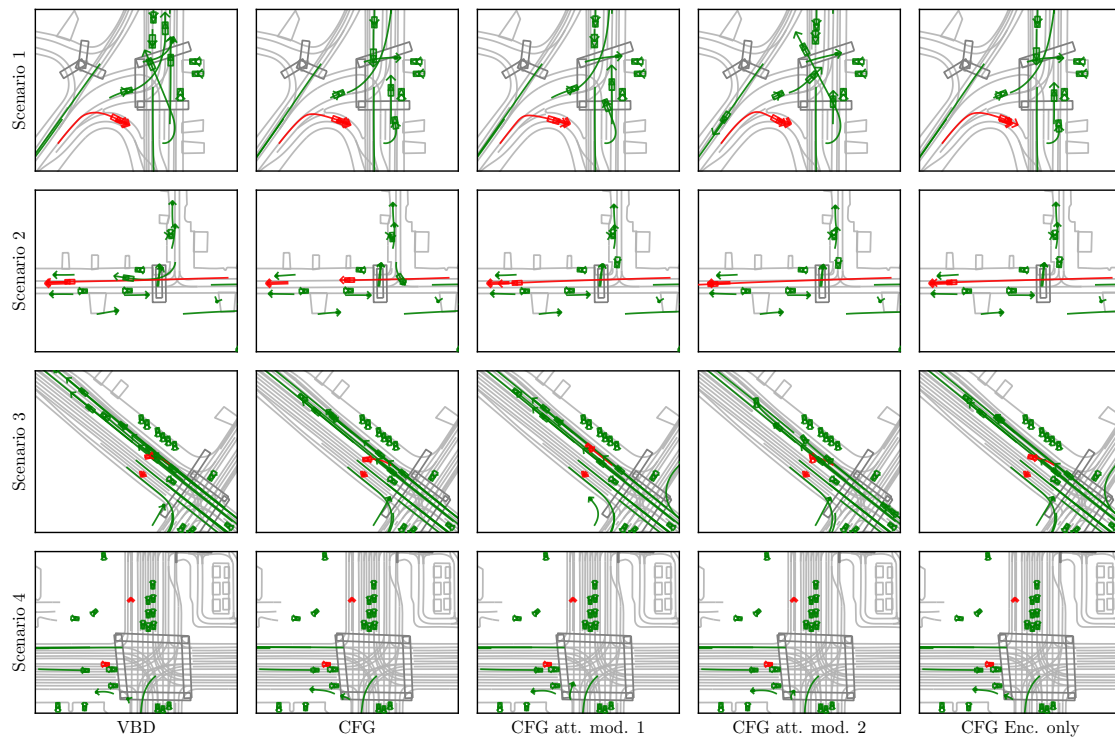 Scenario 1
Scenario 2
Scenario 3
Scenario 4
VBD
CFG
CFG att. mod. 1
CFG att. mod. 2
CFG Enc. only